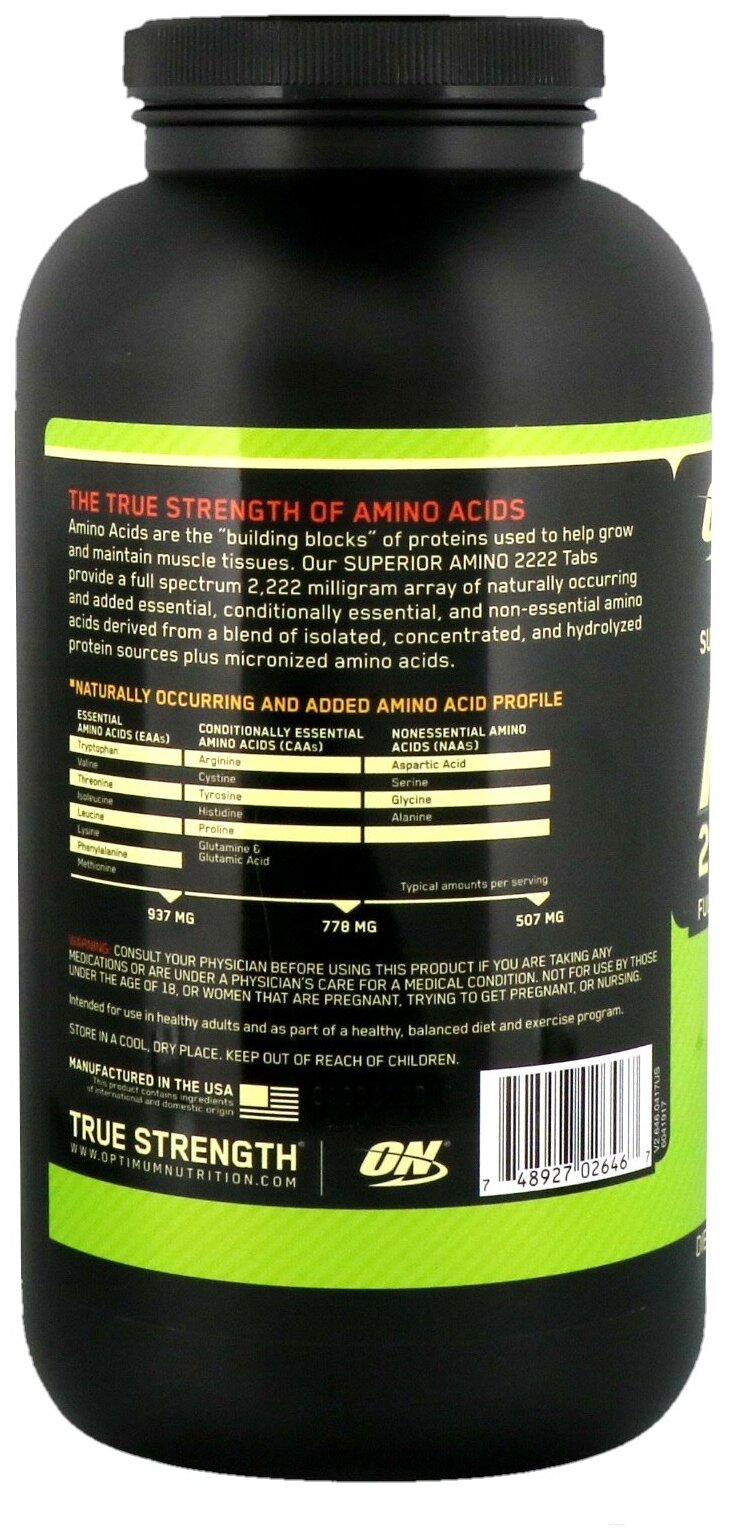 THE TRUE STRENGTH OF AMINO ACIDS
Amino Acids are the "building blocks" of proteins used to help grow
and maintain muscle tissues. Our SUPERIOR AMINO 2222 Tabs
provide a full spectrum 2,222 milligram array of naturally occurring
and added essential, conditionally essential, and non-essential amino
acids derived from a blend of isolated, concentrated, and hydrolyzed
protein sources plus micronized amino acids.
*NATURALLY OCCURRING AND ADDED AMINO ACID PROFILE
ESSENTIAL
AMINO ACIDS (EAAs)
Tryptophan
Valine
Threonine
Isoleucine
Leucine
Lysine
Phenylalanine
Methionine
CONDITIONALLY ESSENTIAL
AMINO ACIDS (CAAs)
Arginine
Cystine
Tyrosine
Histidine
Proline
Glutamine &
Glutamic Acid
NONESSENTIAL AMINO
ACIDS (NAAs)
Aspartic Acid
Serine
Glycine
Alanine
Typical amounts per serving
937 MG
778 MG
507 MG
WARNING: CONSULT YOUR PHYSICIAN BEFORE USING THIS PRODUCT IF YOU ARE TAKING ANY
MEDICATIONS OR ARE UNDER A PHYSICIAN'S CARE FOR A MEDICAL CONDITION. NOT FOR USE BY THOSE
UNDER THE AGE OF 18, OR WOMEN THAT ARE PREGNANT, TRYING TO GET PREGNANT, OR NURSING.
Intended for use in healthy adults and as part of a healthy, balanced diet and exercise program.
STORE IN A COOL, DRY PLACE. KEEP OUT OF REACH OF CHILDREN.
MANUFACTURED IN THE USA
This product contains ingredients
of international and domestic origin
TRUE STRENGTH®
WWW.OPTIMUMNUTRITION.COM
ON®
7 48927 02646 7
V2.646.0417US
6041917